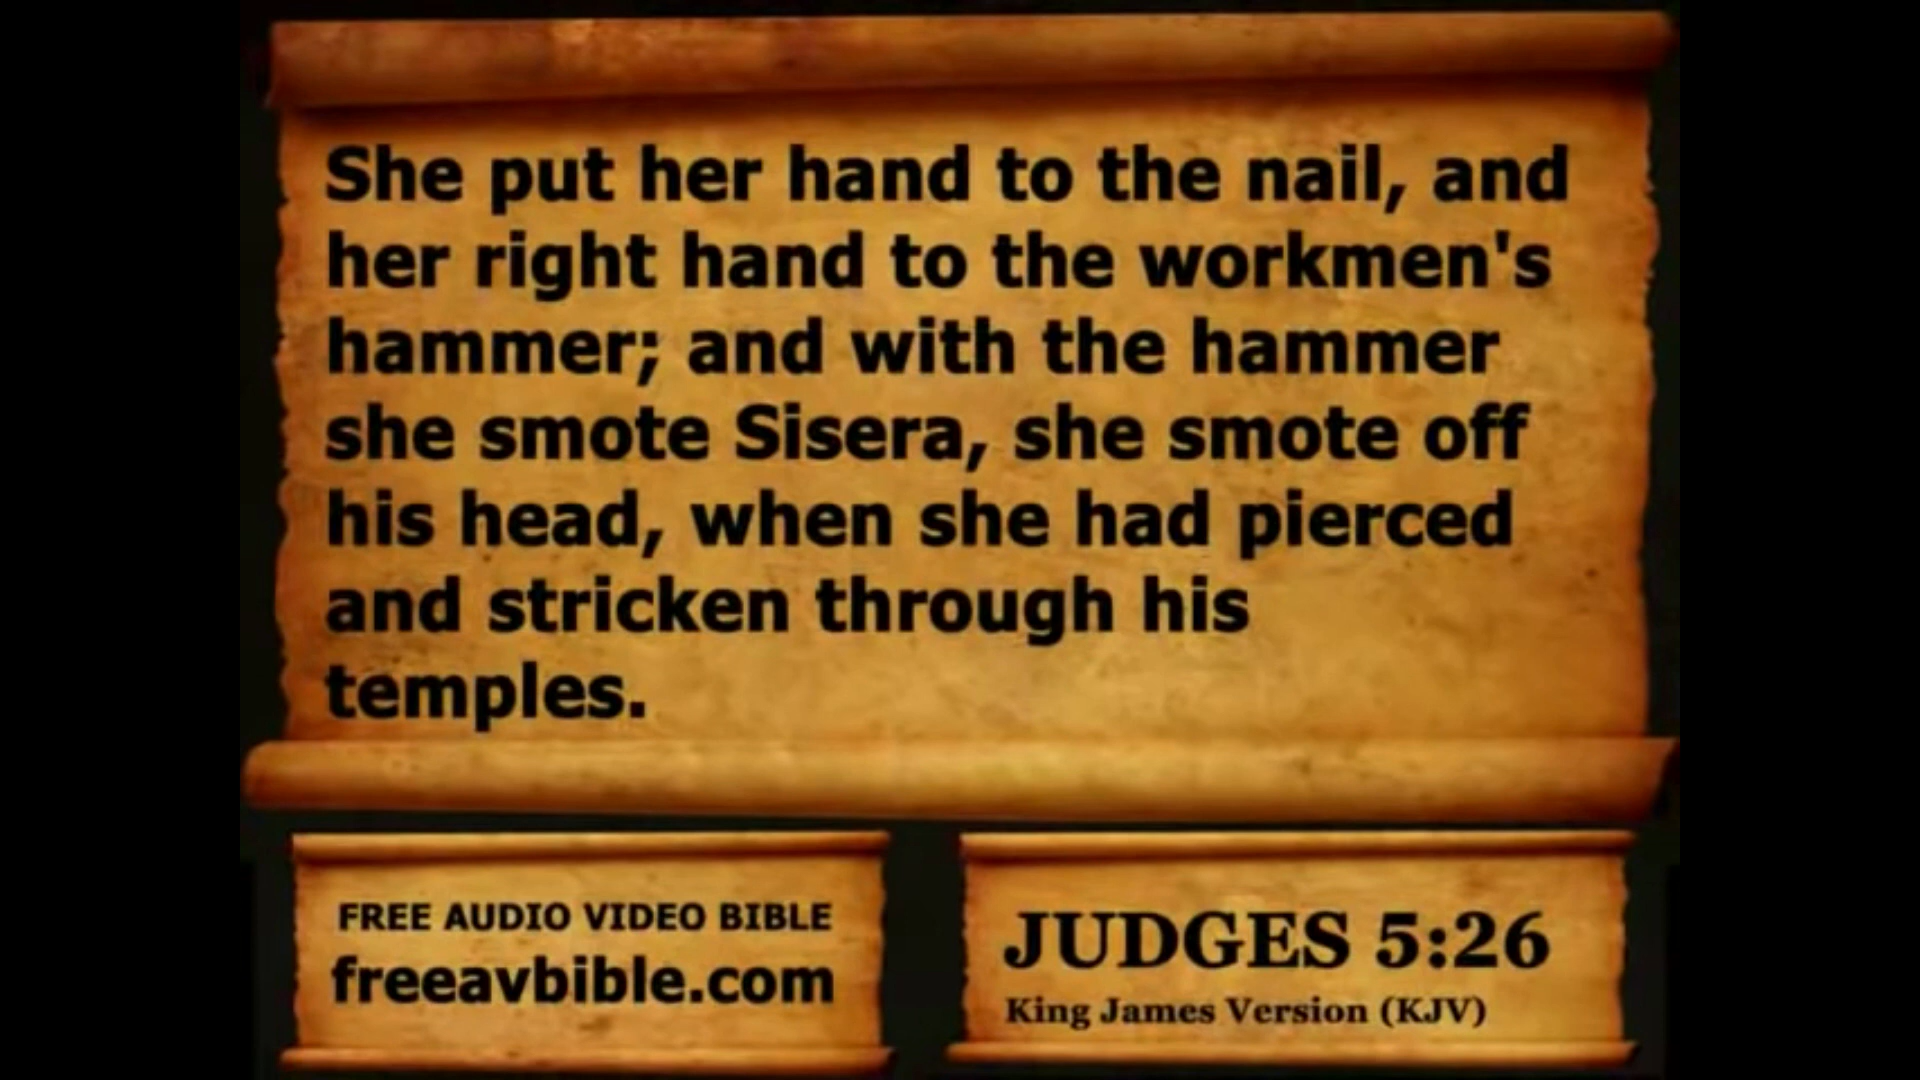 She put her hand to the nail, and
her right hand to the workmen's
hammer; and with the hammer
she smote Sisera, she smote off
his head, when she had pierced
and stricken through his
temples.
FREE AUDIO VIDEO BIBLE
freeavbible.com
JUDGES 5:26
King James Version (KJV)